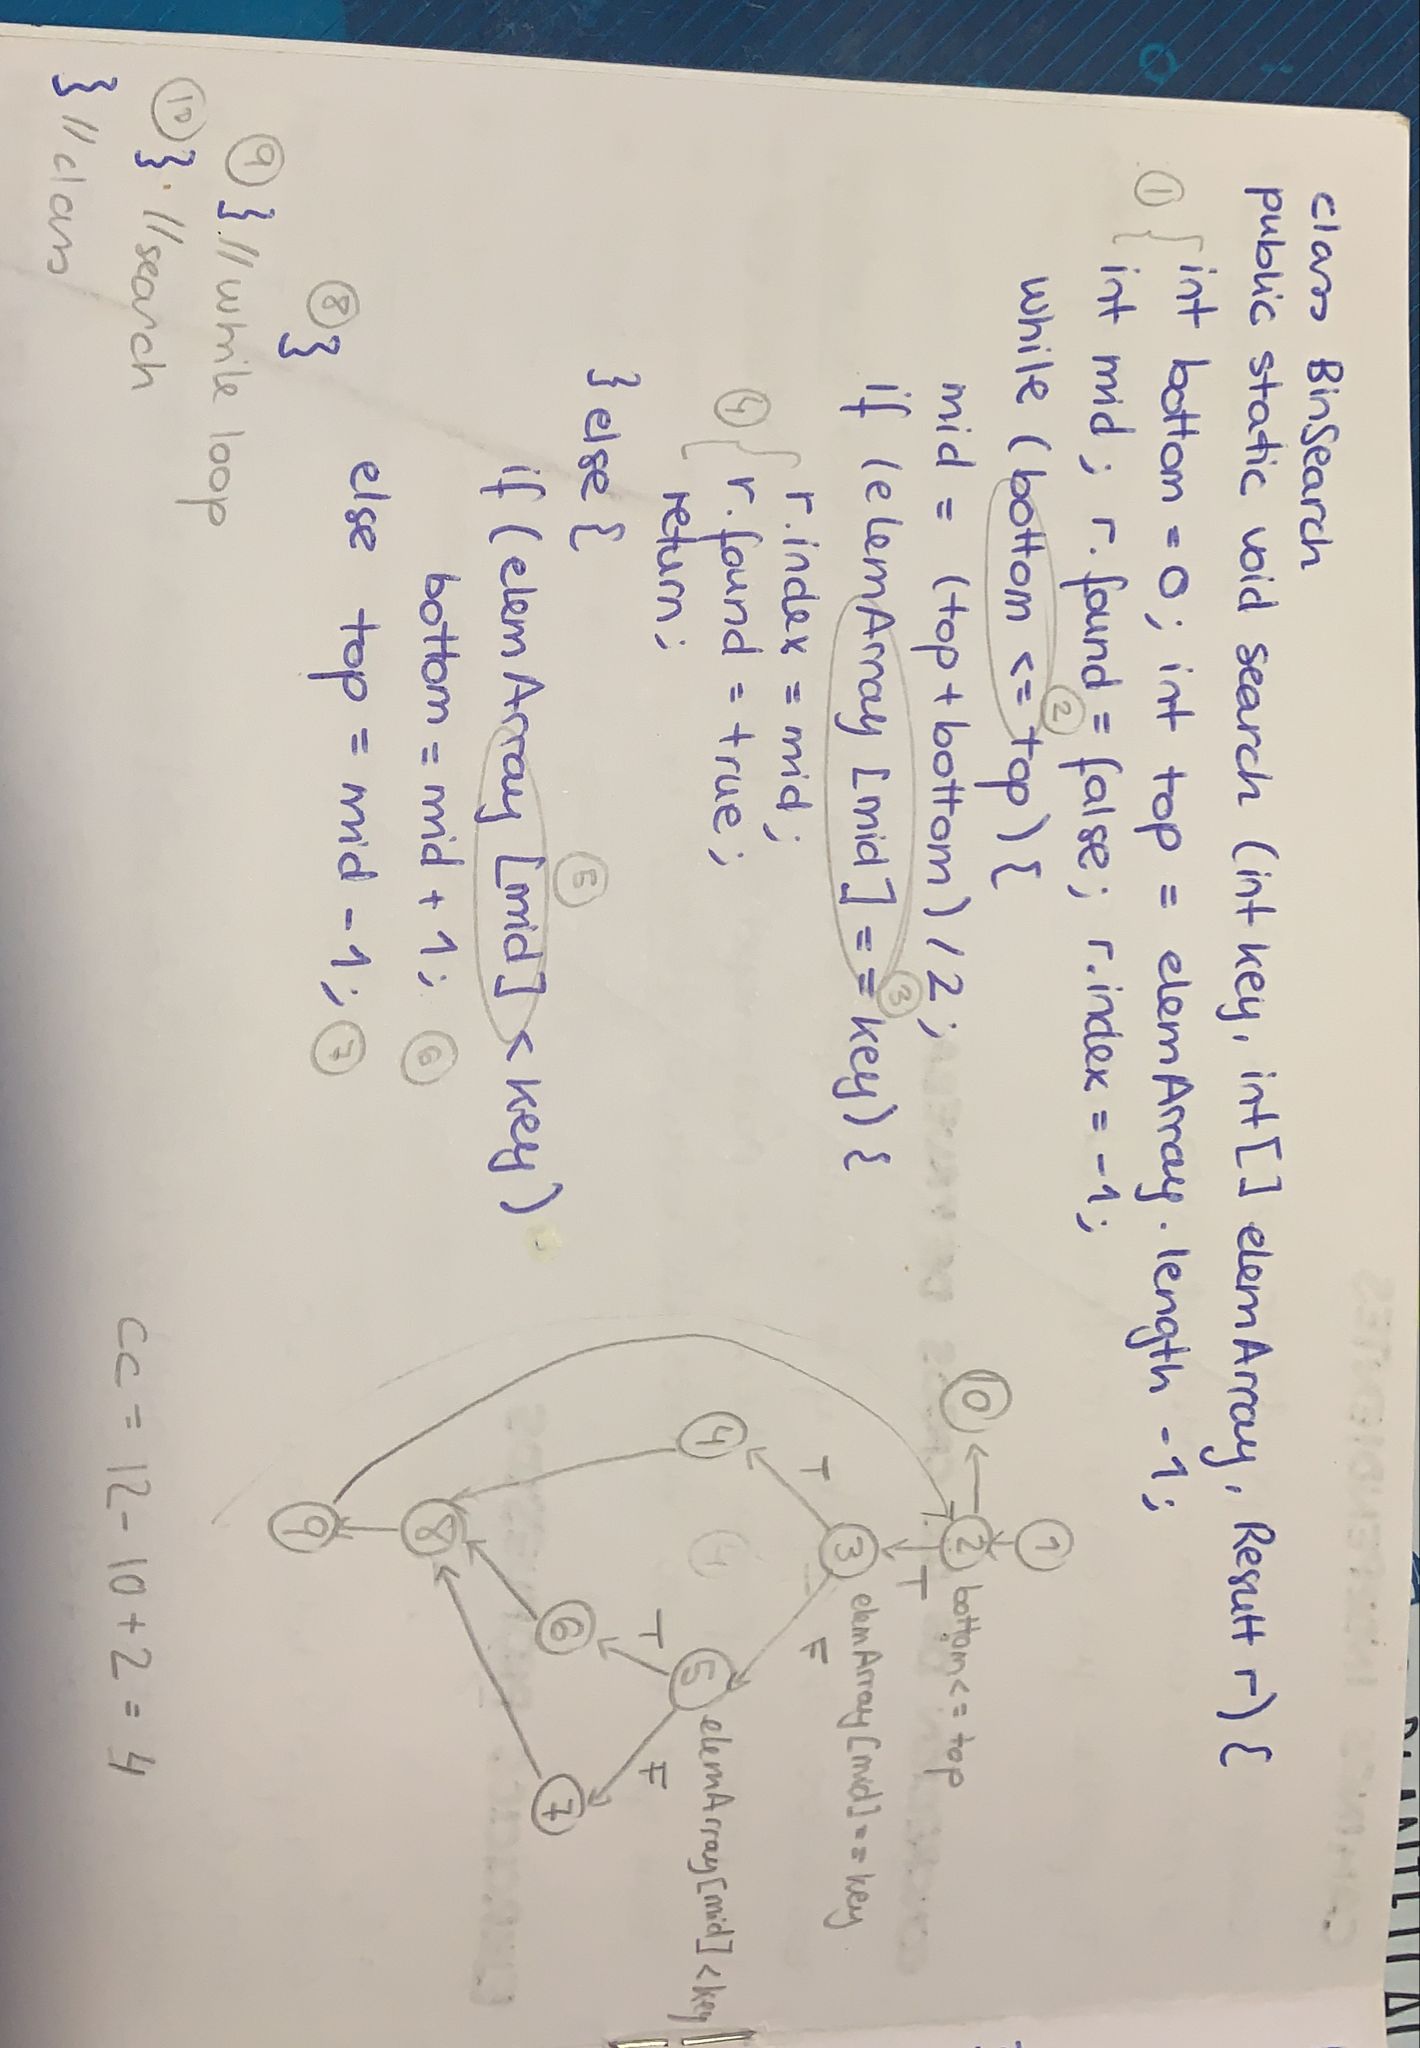 class BinSearch
public static void search (int key, int[] elemArray, Result r) {
① int bottom = 0; int top = elemArray.length -1;
int mid; r.found = false; r.index = -1;
②
while (bottom <= top) {
mid = (top + bottom) / 2;
③
if (elemArray [mid] == key) {
r.index = mid;
④ r.found = true;
return;
} else {
⑤
if (elemArray [mid] < key)
bottom = mid + 1; ⑥
else top = mid - 1; ⑦
⑧ }
⑨ } // while loop
⑩ } // search
} // class
1
10 2 bottom <= top
T
3 elemArray[mid] == key
T F
4 4 5 elemArray[mid] < key
T F
6 7
8
9
CC = 12 - 10 + 2 = 4
CAMINOS INDEPENDIENTES